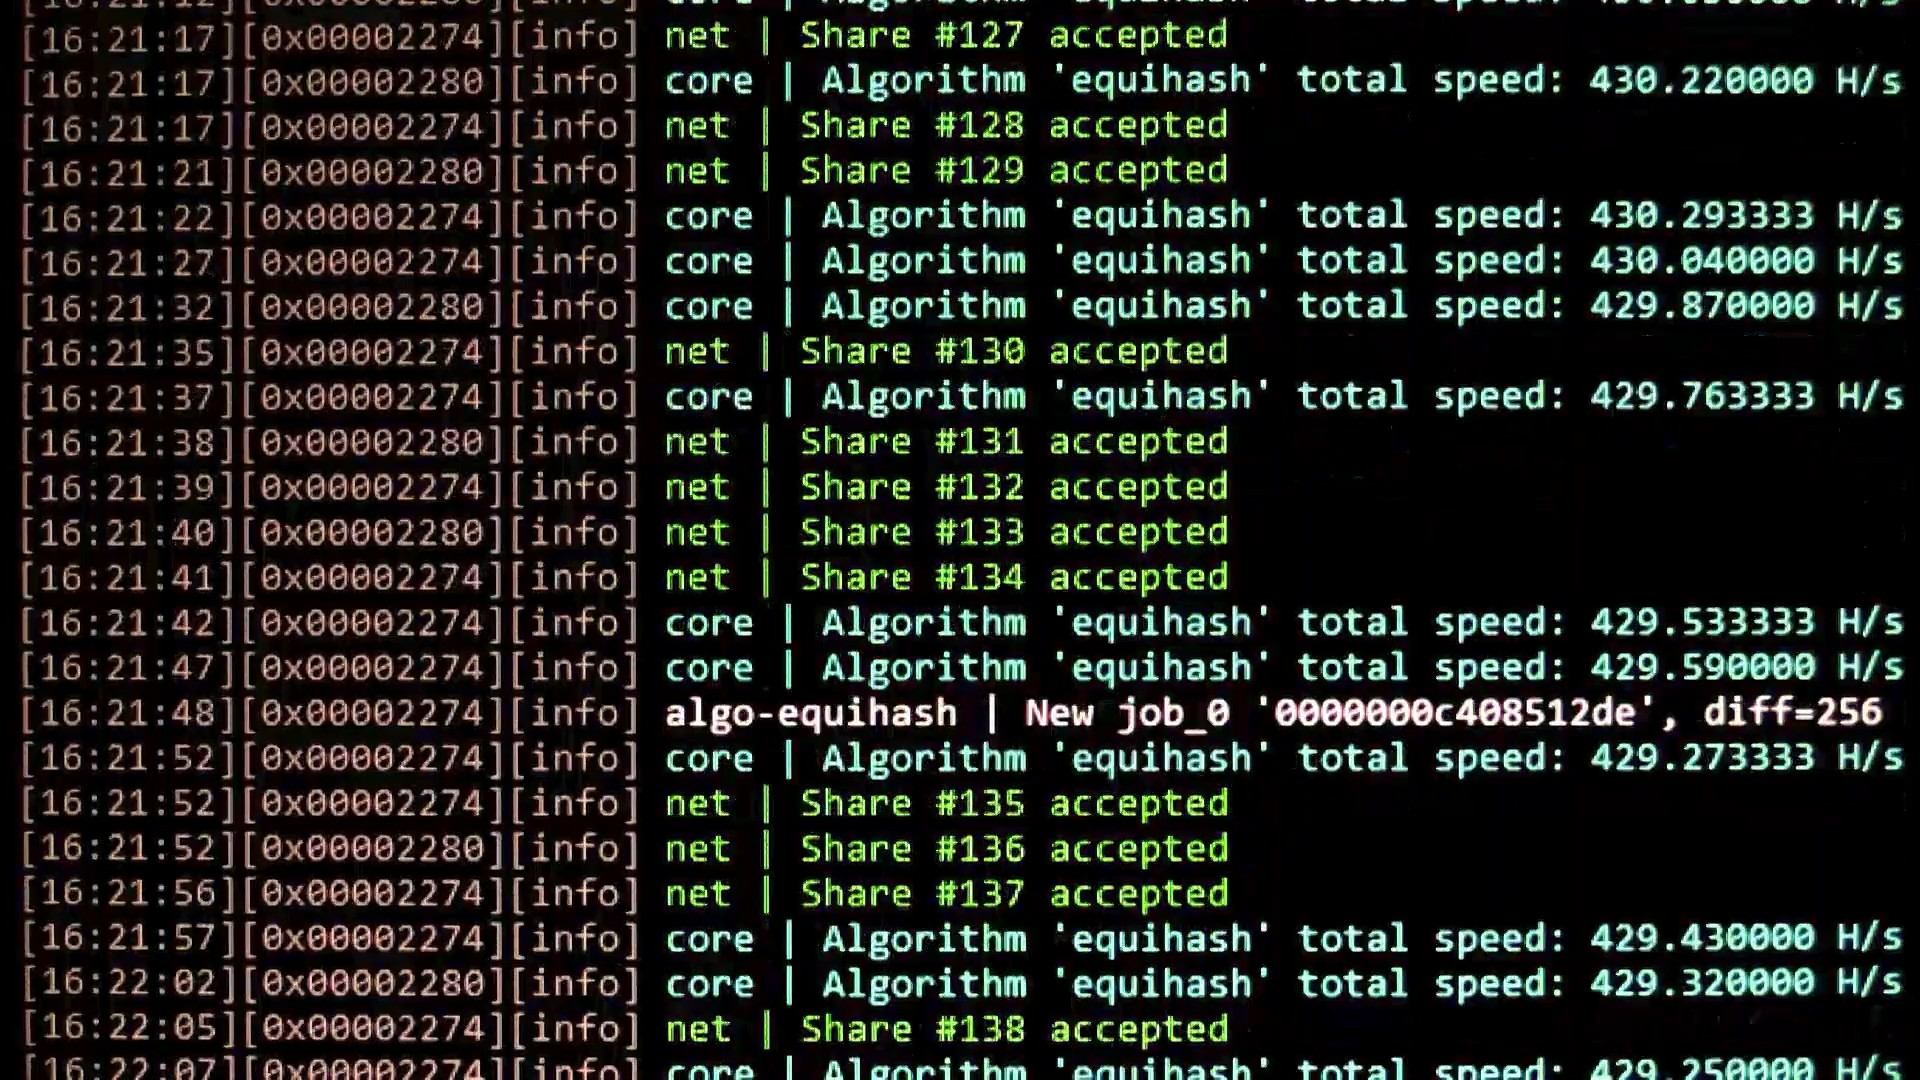 [16:21:17][0x00002274][info] net | Share #127 accepted
[16:21:17][0x00002280][info] core | Algorithm 'equihash' total speed: 430.220000 H/s
[16:21:17][0x00002274][info] net | Share #128 accepted
[16:21:21][0x00002280][info] net | Share #129 accepted
[16:21:22][0x00002274][info] core | Algorithm 'equihash' total speed: 430.293333 H/s
[16:21:27][0x00002274][info] core | Algorithm 'equihash' total speed: 430.040000 H/s
[16:21:32][0x00002280][info] core | Algorithm 'equihash' total speed: 429.870000 H/s
[16:21:35][0x00002274][info] net | Share #130 accepted
[16:21:37][0x00002274][info] core | Algorithm 'equihash' total speed: 429.763333 H/s
[16:21:38][0x00002280][info] net | Share #131 accepted
[16:21:39][0x00002274][info] net | Share #132 accepted
[16:21:40][0x00002280][info] net | Share #133 accepted
[16:21:41][0x00002274][info] net | Share #134 accepted
[16:21:42][0x00002274][info] core | Algorithm 'equihash' total speed: 429.533333 H/s
[16:21:47][0x00002274][info] core | Algorithm 'equihash' total speed: 429.590000 H/s
[16:21:48][0x00002274][info] algo-equihash | New job_0 '0000000c408512de', diff=256
[16:21:52][0x00002274][info] core | Algorithm 'equihash' total speed: 429.273333 H/s
[16:21:52][0x00002274][info] net | Share #135 accepted
[16:21:52][0x00002280][info] net | Share #136 accepted
[16:21:56][0x00002274][info] net | Share #137 accepted
[16:21:57][0x00002274][info] core | Algorithm 'equihash' total speed: 429.430000 H/s
[16:22:02][0x00002280][info] core | Algorithm 'equihash' total speed: 429.320000 H/s
[16:22:05][0x00002274][info] net | Share #138 accepted
[16:22:07][0x00002274][info] core | Algorithm 'equihash' total speed: 429.250000 H/s